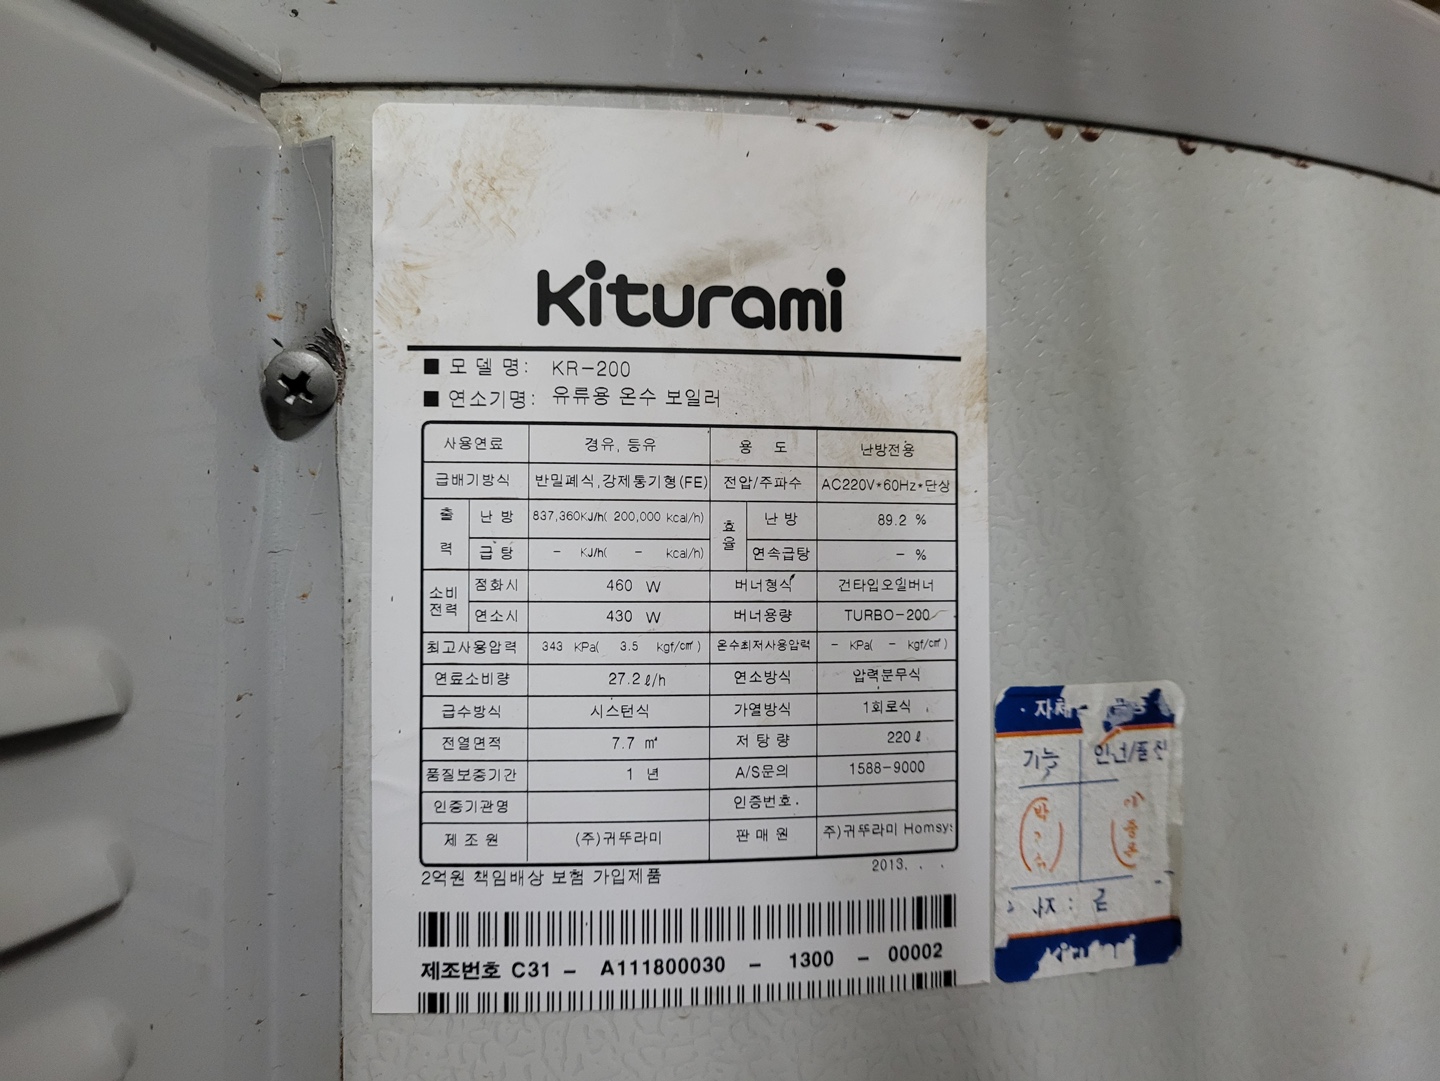 Kiturami
■ 모 델 명: KR-200
■ 연소기명: 유류용 온수 보일러
사용연료 경유, 등유 용 도 난방전용
급배기방식 반밀폐식,강제통기형(FE) 전압/주파수 AC220V*60Hz*단상
출력 난 방 837,360KJ/h( 200,000 kcal/h) 효율 난 방 89.2 %
급 탕 - KJ/h( - kcal/h) 연속급탕 - %
소비전력 점화시 460 W 버너형식 건타입오일버너
연소시 430 W 버너용량 TURBO-200
최고사용압력 343 KPa( 3.5 kgf/㎠) 온수최저사용압력 - KPa( - kgf/㎠)
연료소비량 27.2 ℓ/h 연소방식 압력분무식
급수방식 시스턴식 가열방식 1회로식
전열면적 7.7 ㎡ 저 탕 량 220 ℓ
품질보증기간 1 년 A/S문의 1588-9000
인증기관명 인증번호.
제 조 원 (주)귀뚜라미 판 매 원 주)귀뚜라미 Homsys
2013. . .
2억원 책임배상 보험 가입제품
제조번호 C31 - A111800030 - 1300 - 00002
기능